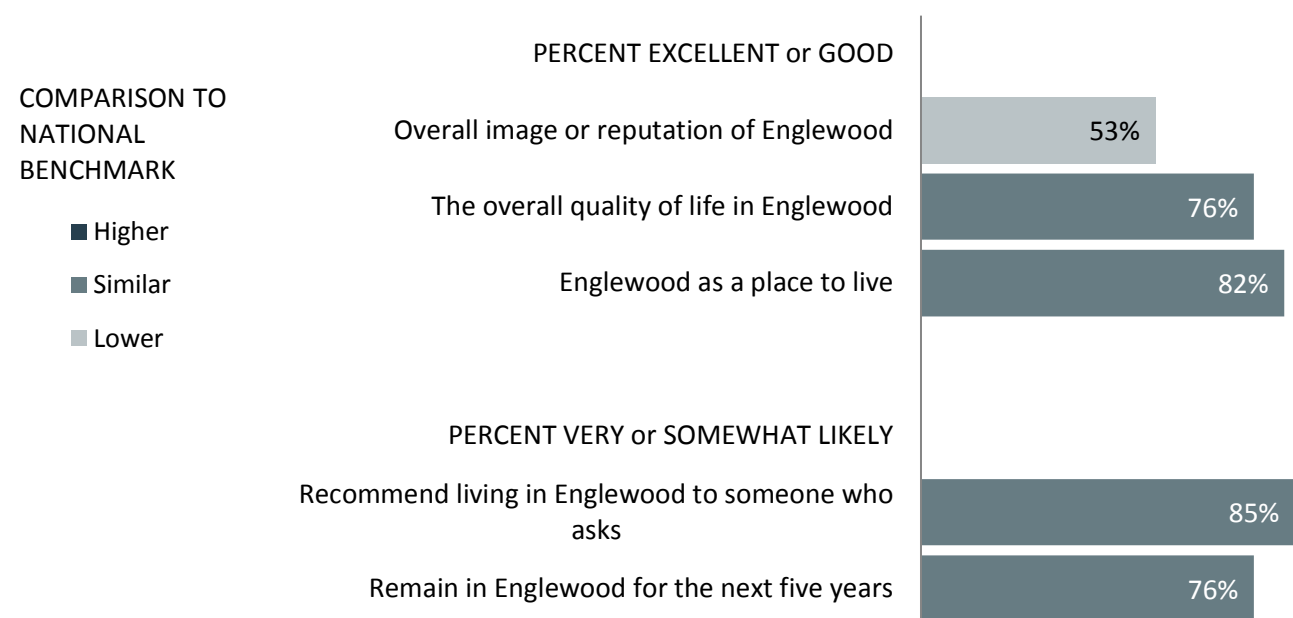 COMPARISON TO
NATIONAL
BENCHMARK
Higher
Similar
Lower
PERCENT EXCELLENT or GOOD
Overall image or reputation of Englewood
53%
The overall quality of life in Englewood
76%
Englewood as a place to live
82%
PERCENT VERY or SOMEWHAT LIKELY
Recommend living in Englewood to someone who
asks
85%
Remain in Englewood for the next five years
76%